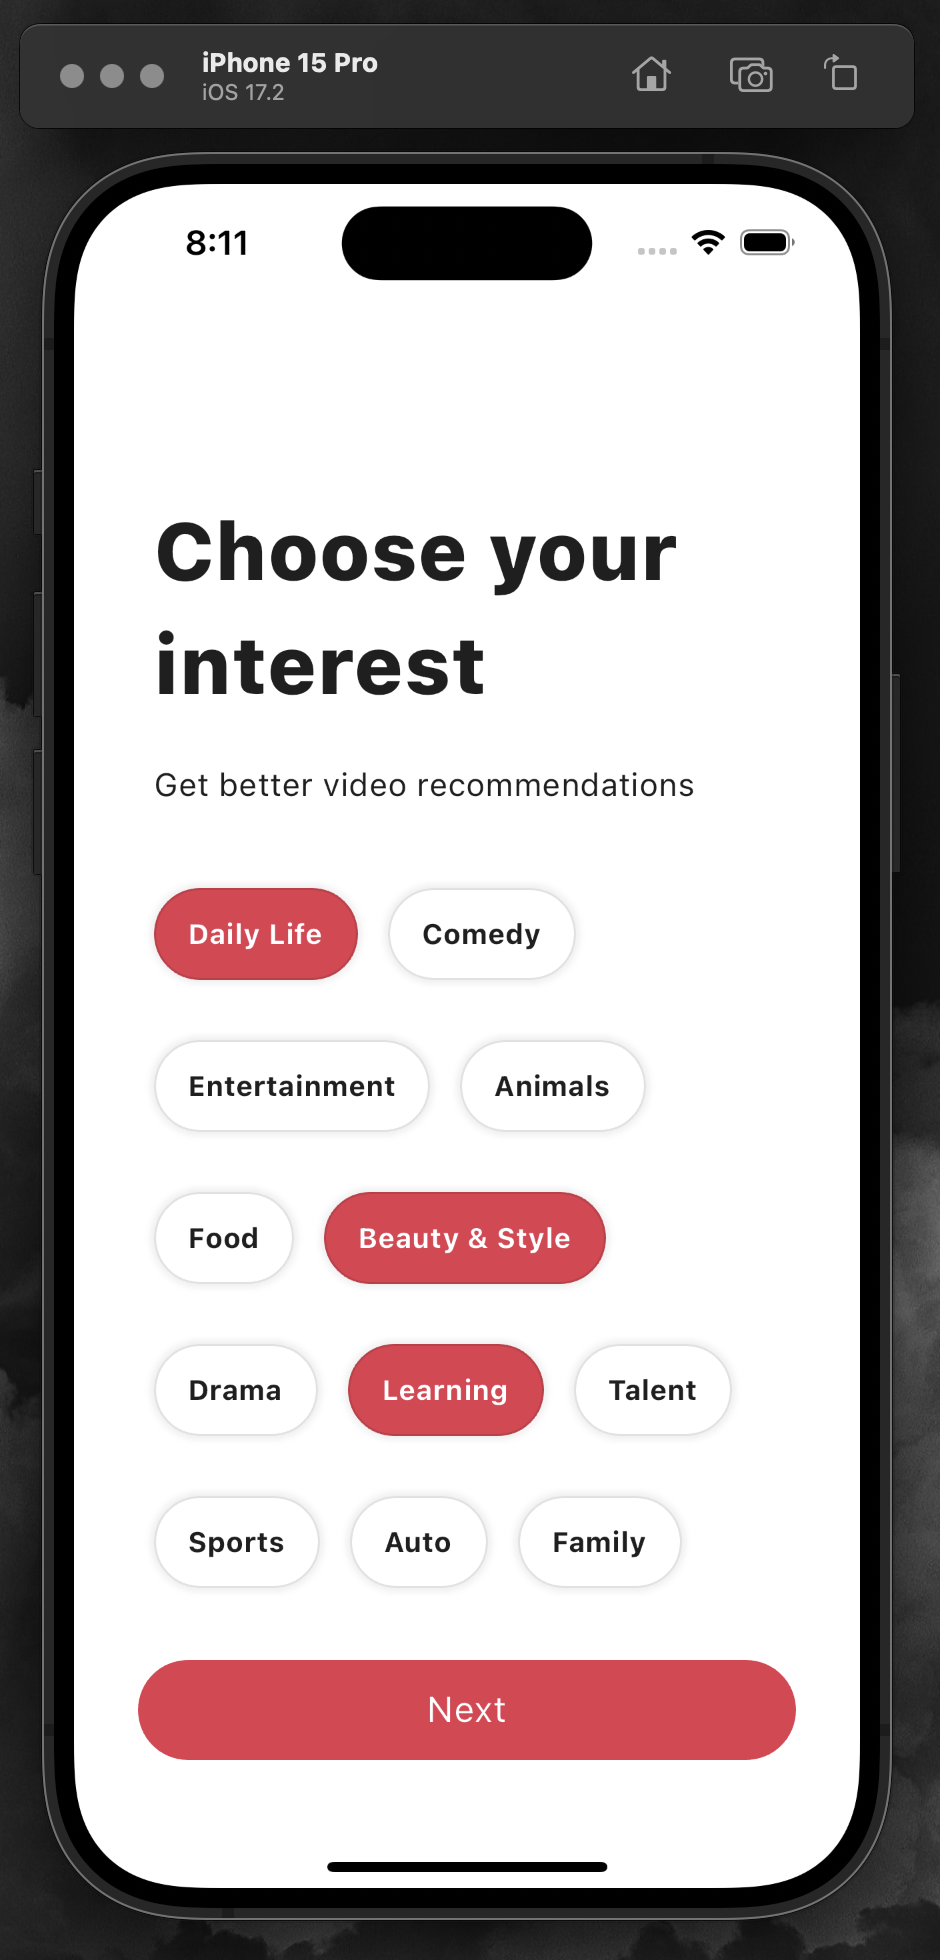 iPhone 15 Pro
iOS 17.2
8:11
Choose your
interest
Get better video recommendations
Daily Life Comedy
Entertainment Animals
Food Beauty & Style
Drama Learning Talent
Sports Auto Family
Next